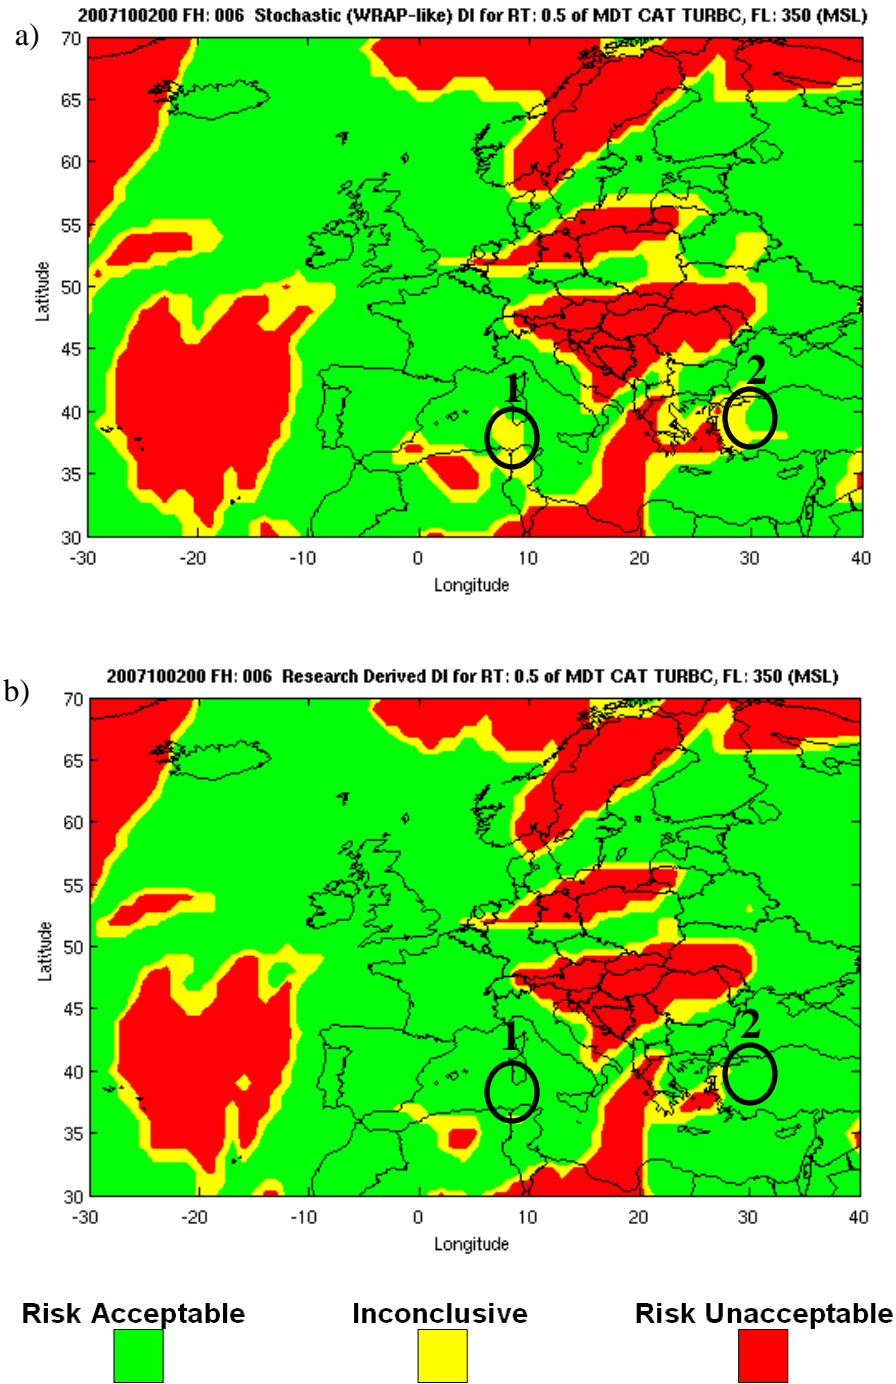 2007100200 FH: 006 Stochastic (WRAP-like) DI for RT: 0.5 of MDT CAT TURBC, FL: 350 (MSL)
a)
70
65
60
55
50
45
40
35
30
Latitude
1
2
-30 -20 -10 0 10 20 30 40
Longitude
2007100200 FH: 006 Research Derived DI for RT: 0.5 of MDT CAT TURBC, FL: 350 (MSL)
b)
70
65
60
55
50
45
40
35
30
Latitude
1
2
-30 -20 -10 0 10 20 30 40
Longitude
Risk Acceptable Inconclusive Risk Unacceptable